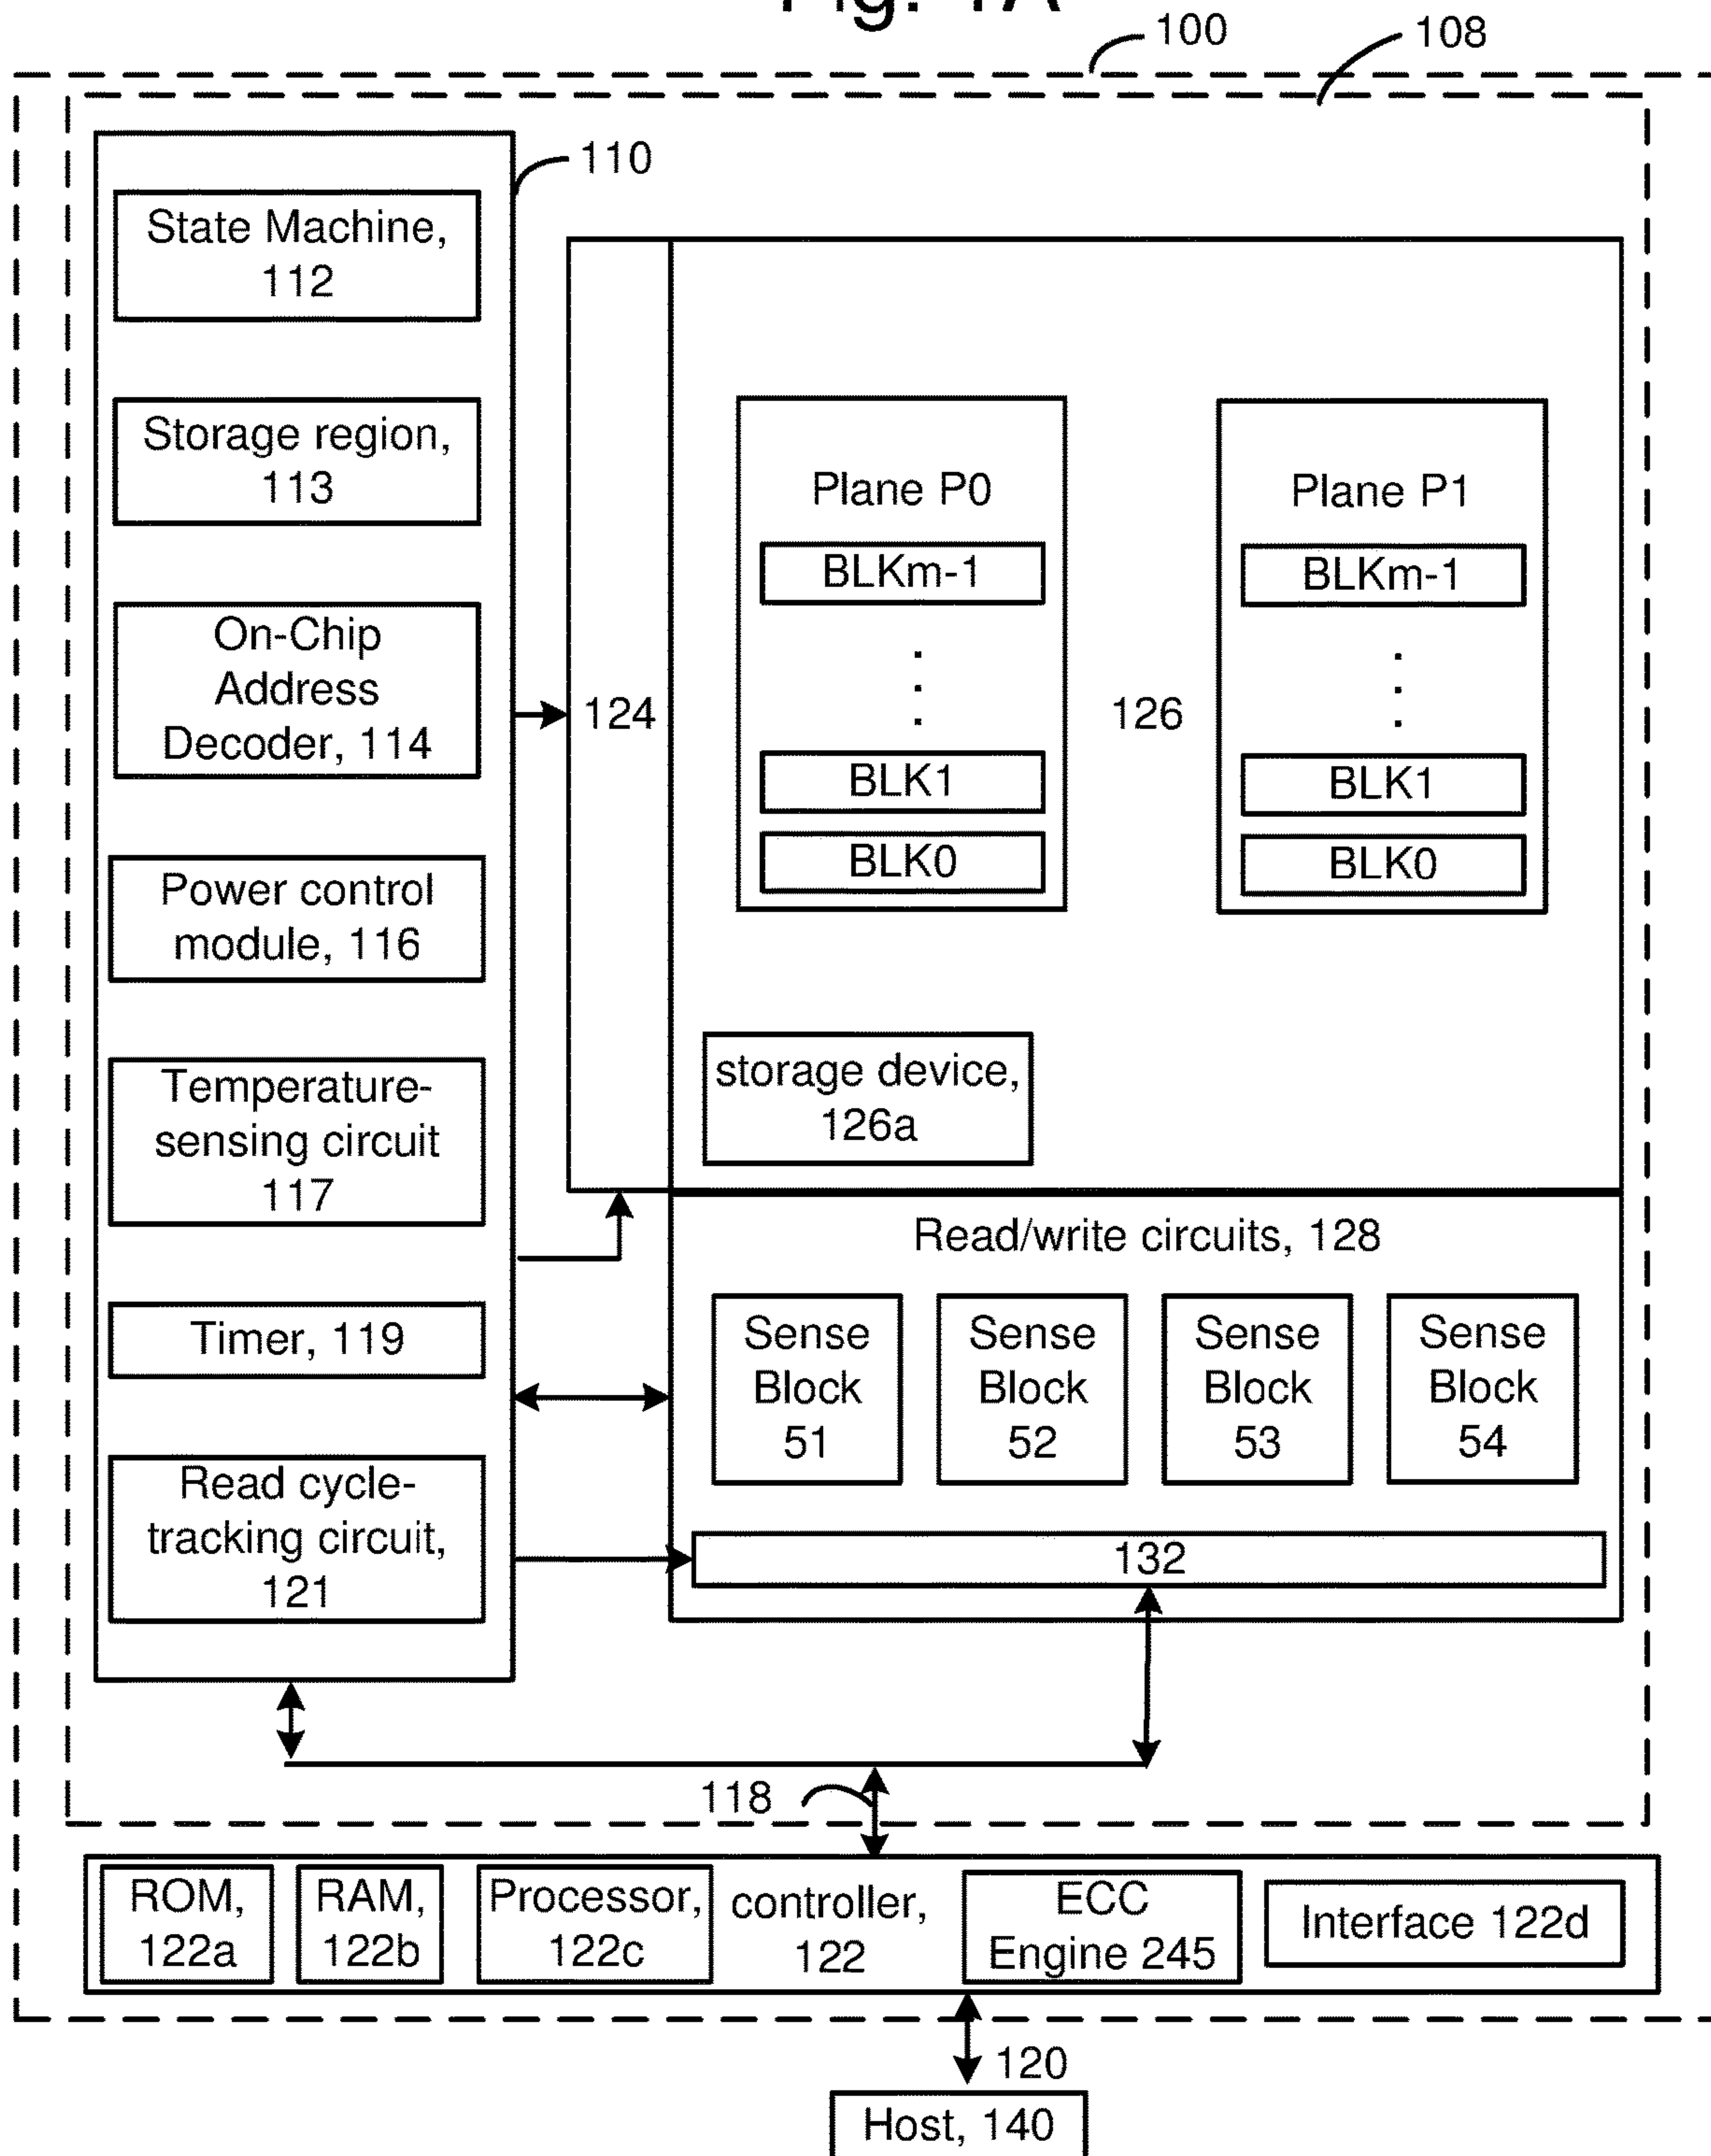 Fig. 1A
100
108
110
State Machine,
112
Storage region,
113
On-Chip
Address
Decoder, 114
Power control
module, 116
Temperature-
sensing circuit
117
Timer, 119
Read cycle-
tracking circuit,
121
124
Plane P0
BLKm-1
.
.
.
BLK1
BLK0
126
Plane P1
BLKm-1
.
.
.
BLK1
BLK0
storage device,
126a
Read/write circuits, 128
Sense
Block
51
Sense
Block
52
Sense
Block
53
Sense
Block
54
132
118
ROM,
122a
RAM,
122b
Processor,
122c
controller,
122
ECC
Engine 245
Interface 122d
120
Host, 140